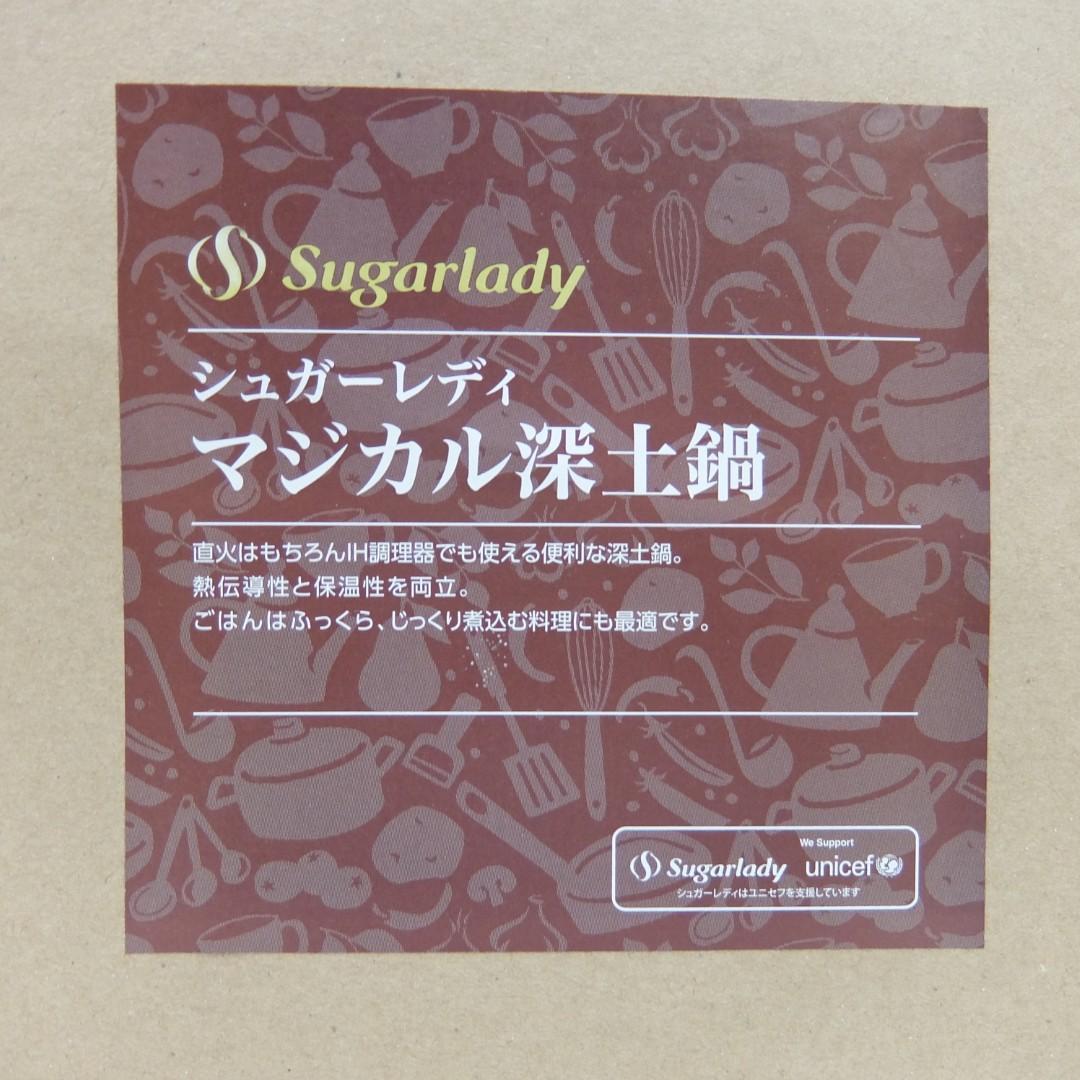 Sugarlady
シュガーレディ
マジカル深土鍋
直火はもちろんIH調理器でも使える便利な深土鍋。
熱伝導性と保温性を両立。
ごはんはふっくら、じっくり煮込む料理にも最適です。
We Support
Sugarlady unicef
シュガーレディはユニセフを支援しています